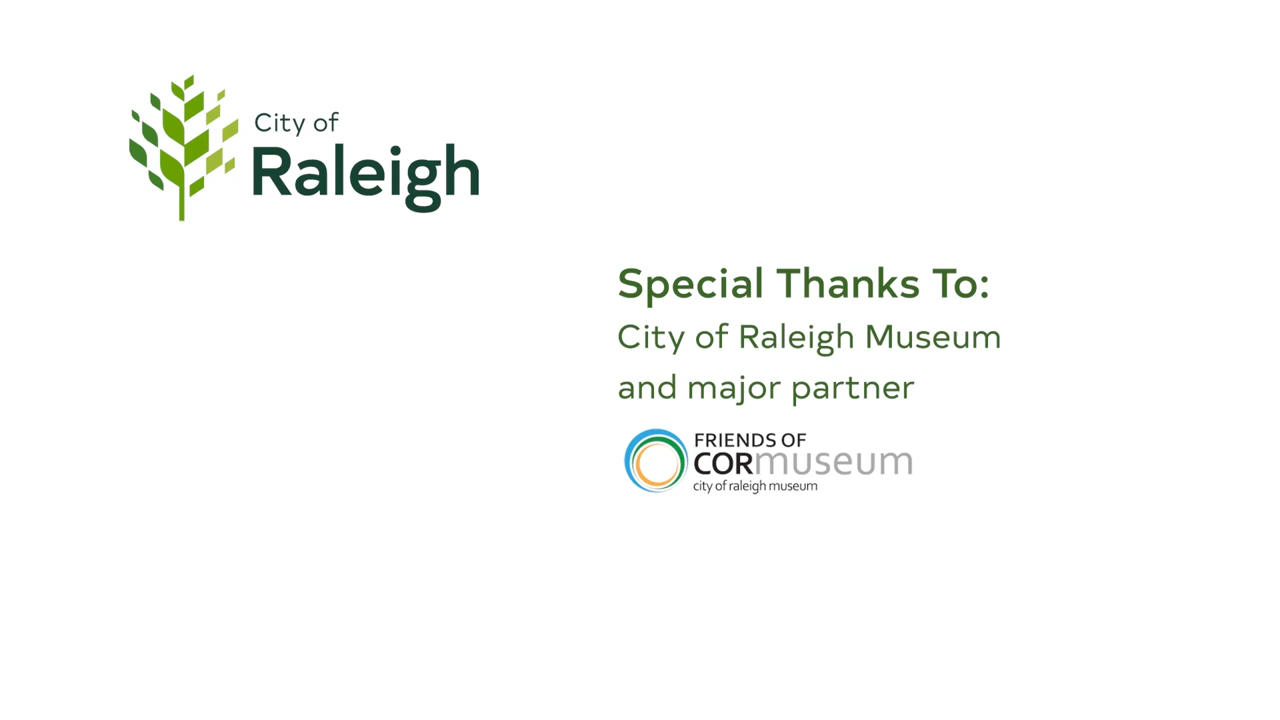 City of
Raleigh
Special Thanks To:
City of Raleigh Museum
and major partner
FRIENDS OF
CORmuseum
city of raleigh museum